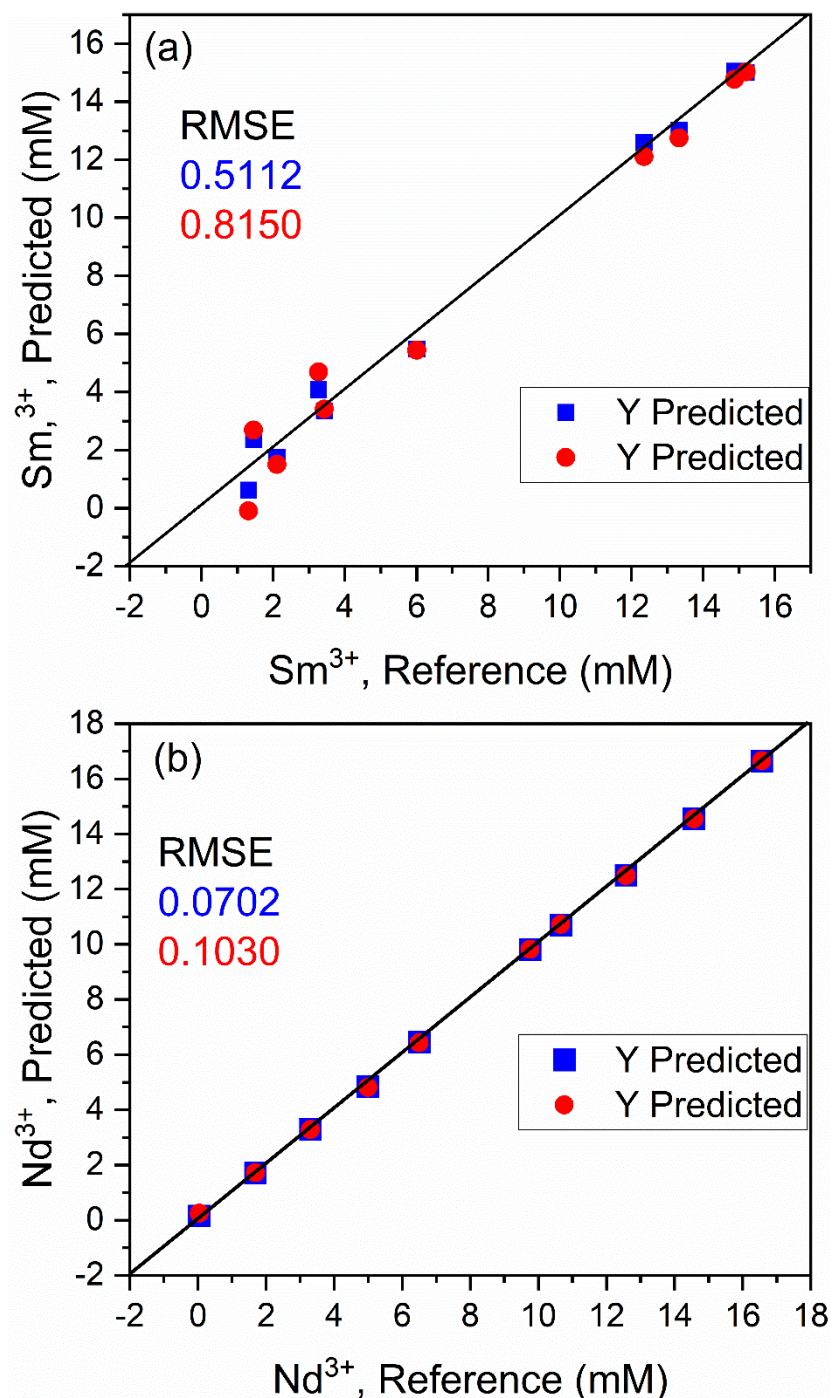 (a)
RMSE
0.5112
0.8150
16
14
12
10
8
6
4
2
0
-2
Sm,³⁺, Predicted (mM)
Y Predicted
Y Predicted
-2 0 2 4 6 8 10 12 14 16
Sm³⁺, Reference (mM)
(b)
RMSE
0.0702
0.1030
18
16
14
12
10
8
6
4
2
0
-2
Nd³⁺, Predicted (mM)
Y Predicted
Y Predicted
-2 0 2 4 6 8 10 12 14 16 18
Nd³⁺, Reference (mM)